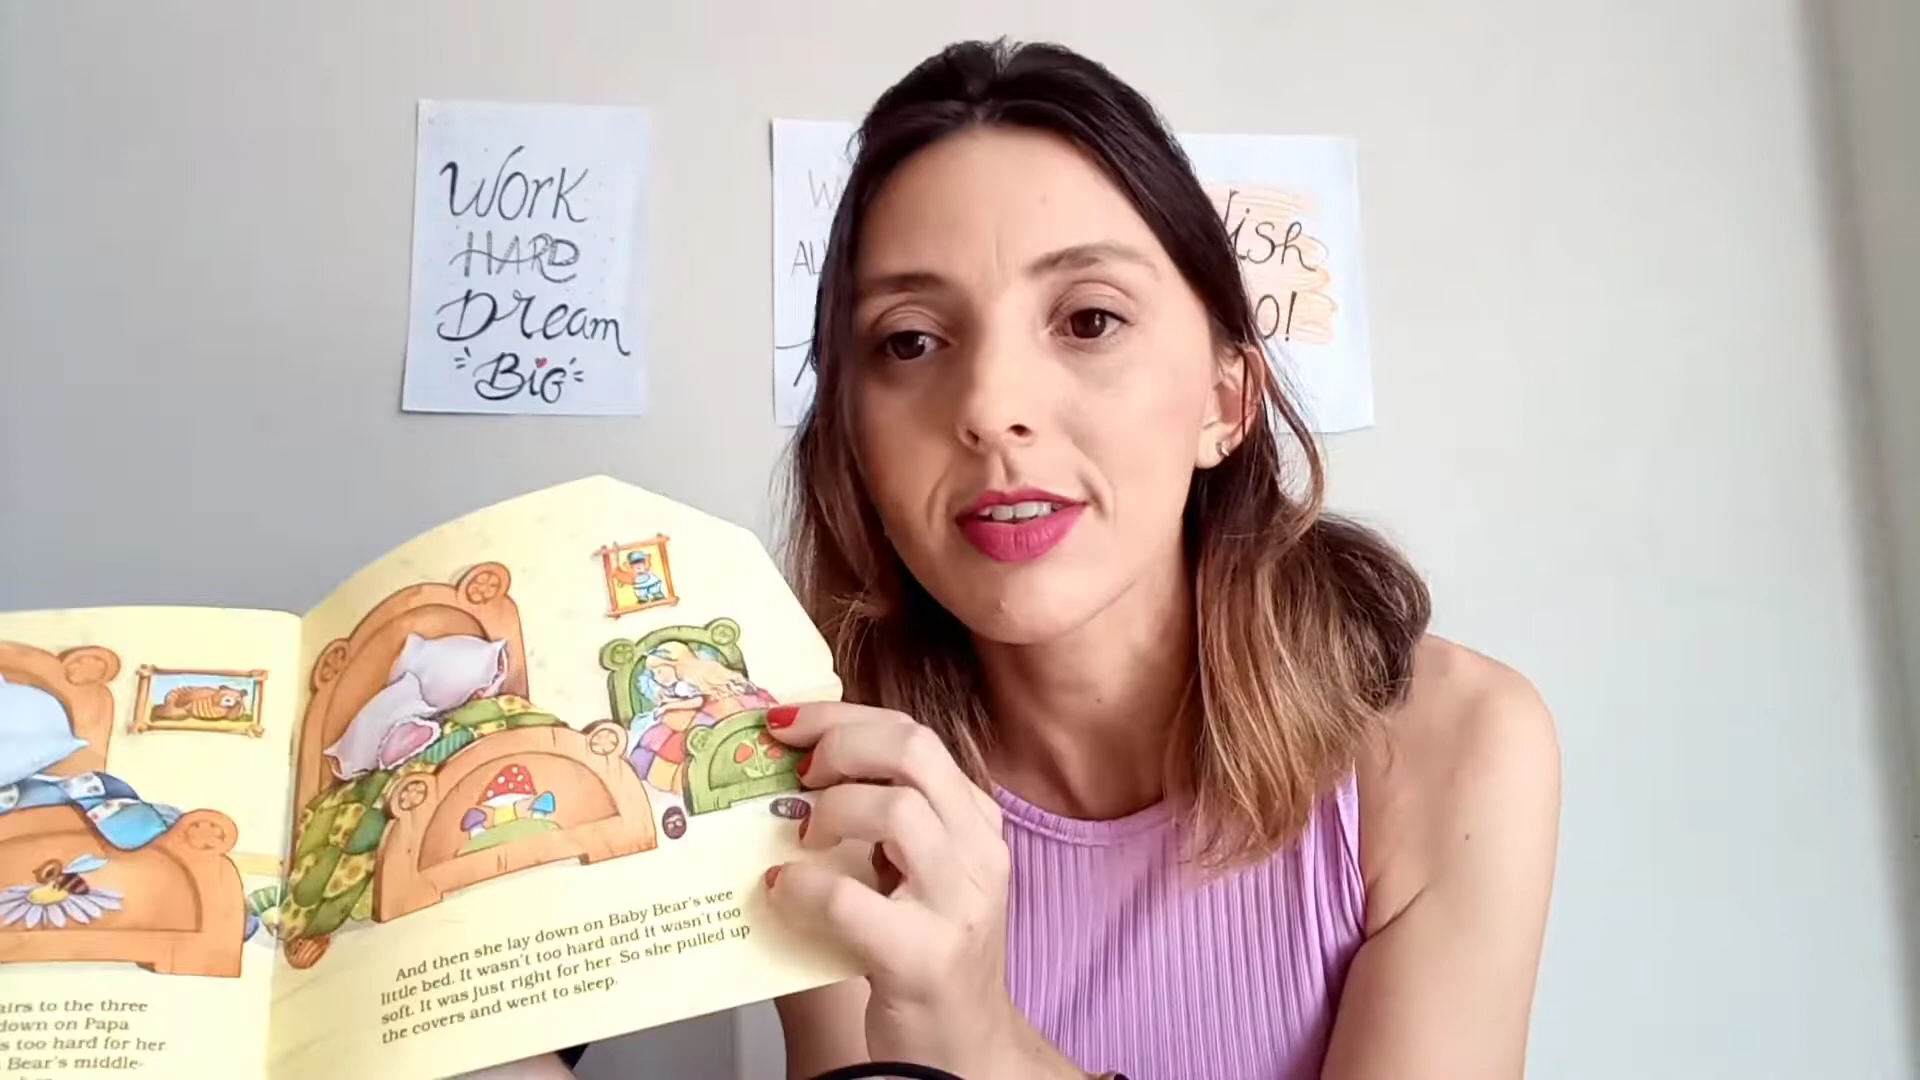 Work
HARD
Dream
BiG
W
AL
lish
O!
airs to the three
down on Papa
s too hard for her
Bear's middle-
And then she lay down on Baby Bear's wee
little bed. It wasn't too hard and it wasn't too
soft. It was just right for her. So she pulled up
the covers and went to sleep.